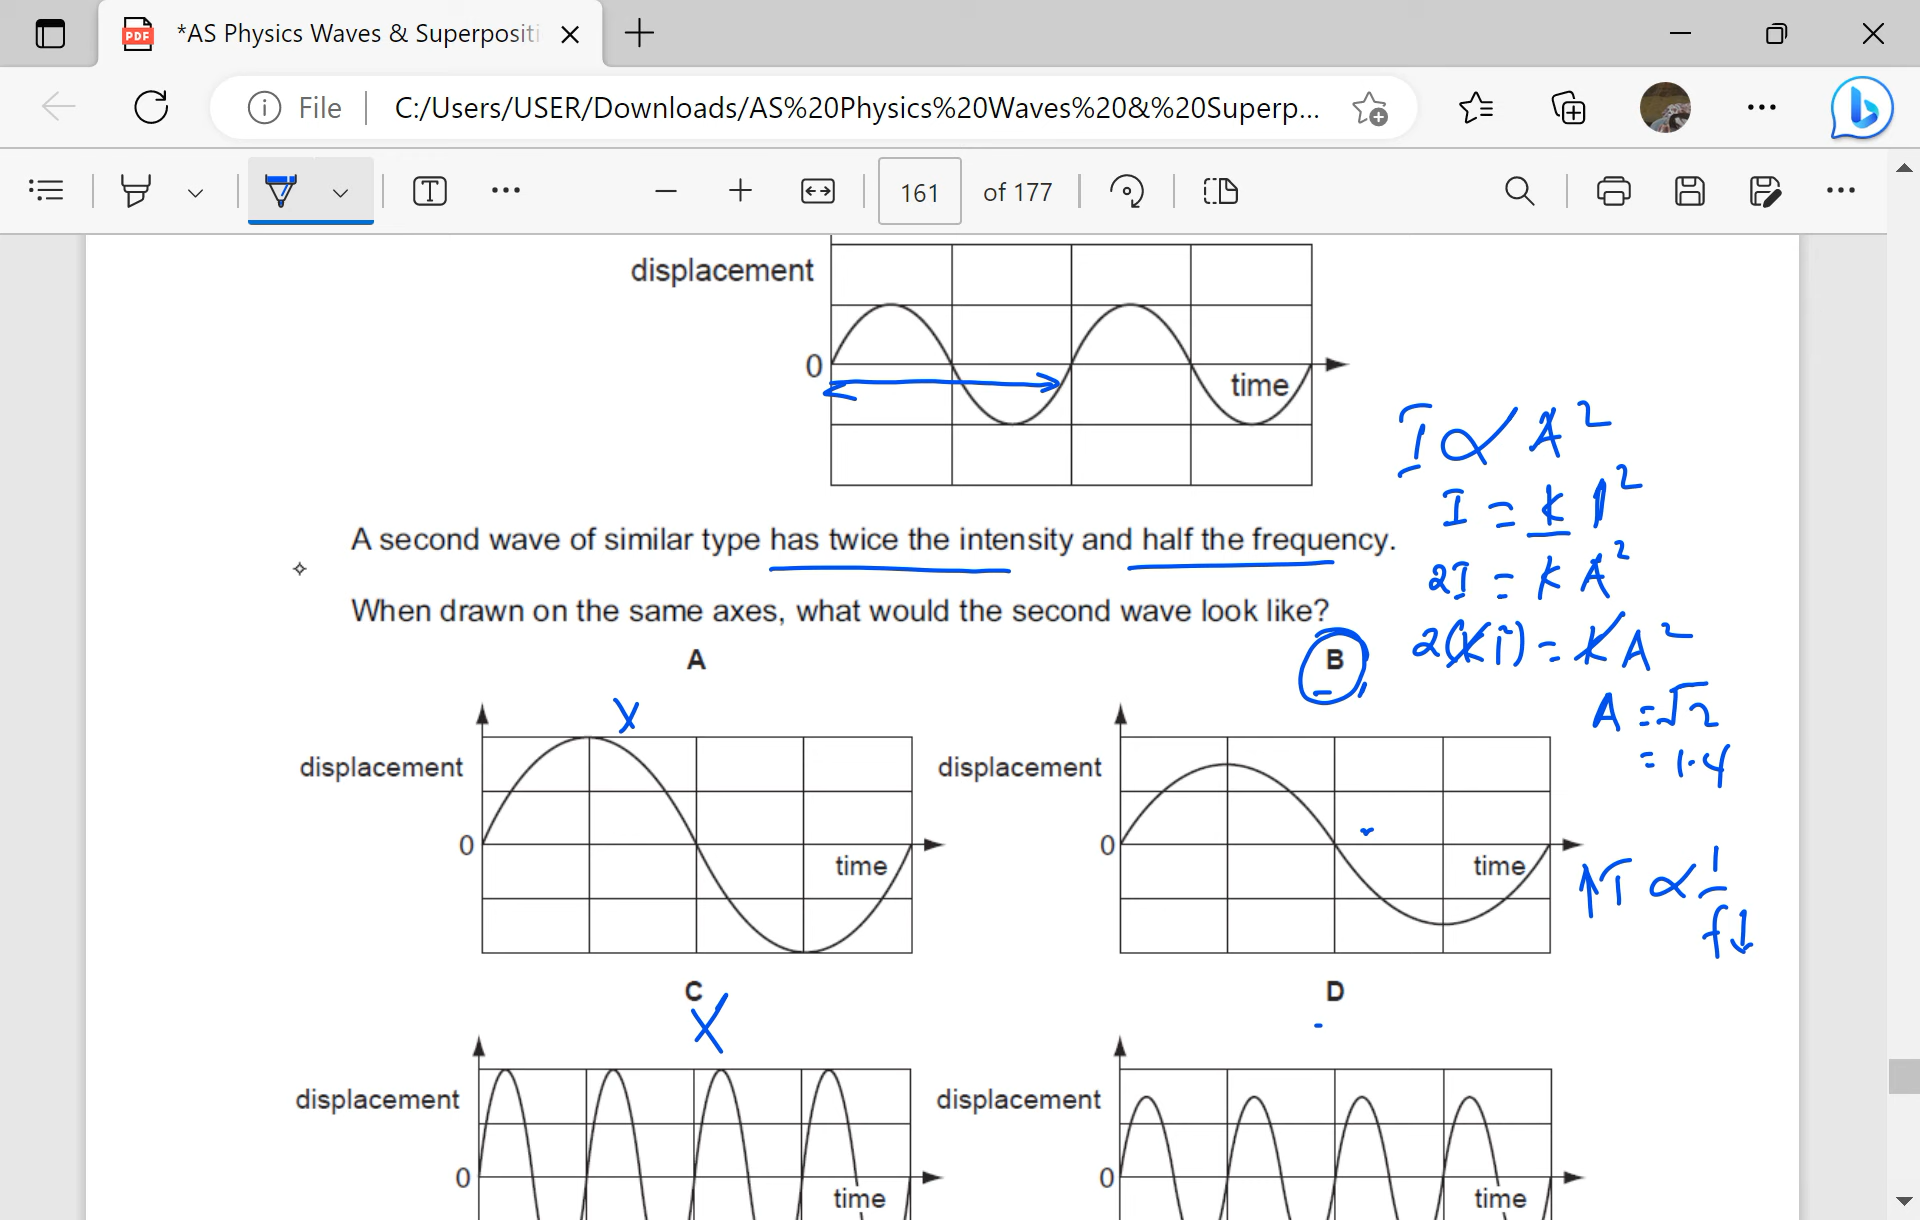 *AS Physics Waves & Superpositi
File
C:/Users/USER/Downloads/AS%20Physics%20Waves%20&%20Superp...
161 of 177
displacement
0
time
I ∝ A²
I = k 1²
A second wave of similar type has twice the intensity and half the frequency.
2I = k A²
When drawn on the same axes, what would the second wave look like?
2(k1²) = kA²
A
B
X
A = √2
= 1.4
displacement
displacement
0
time
0
time
↑T ∝ 1/f↓
C
D
X
displacement
displacement
0
time
0
time